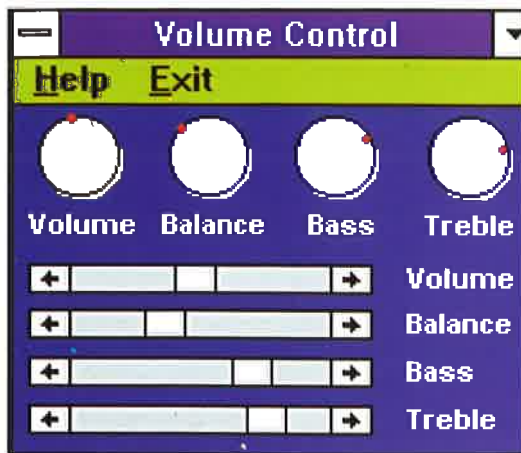 Volume Control
Help Exit
Volume Balance Bass Treble
Volume
Balance
Bass
Treble